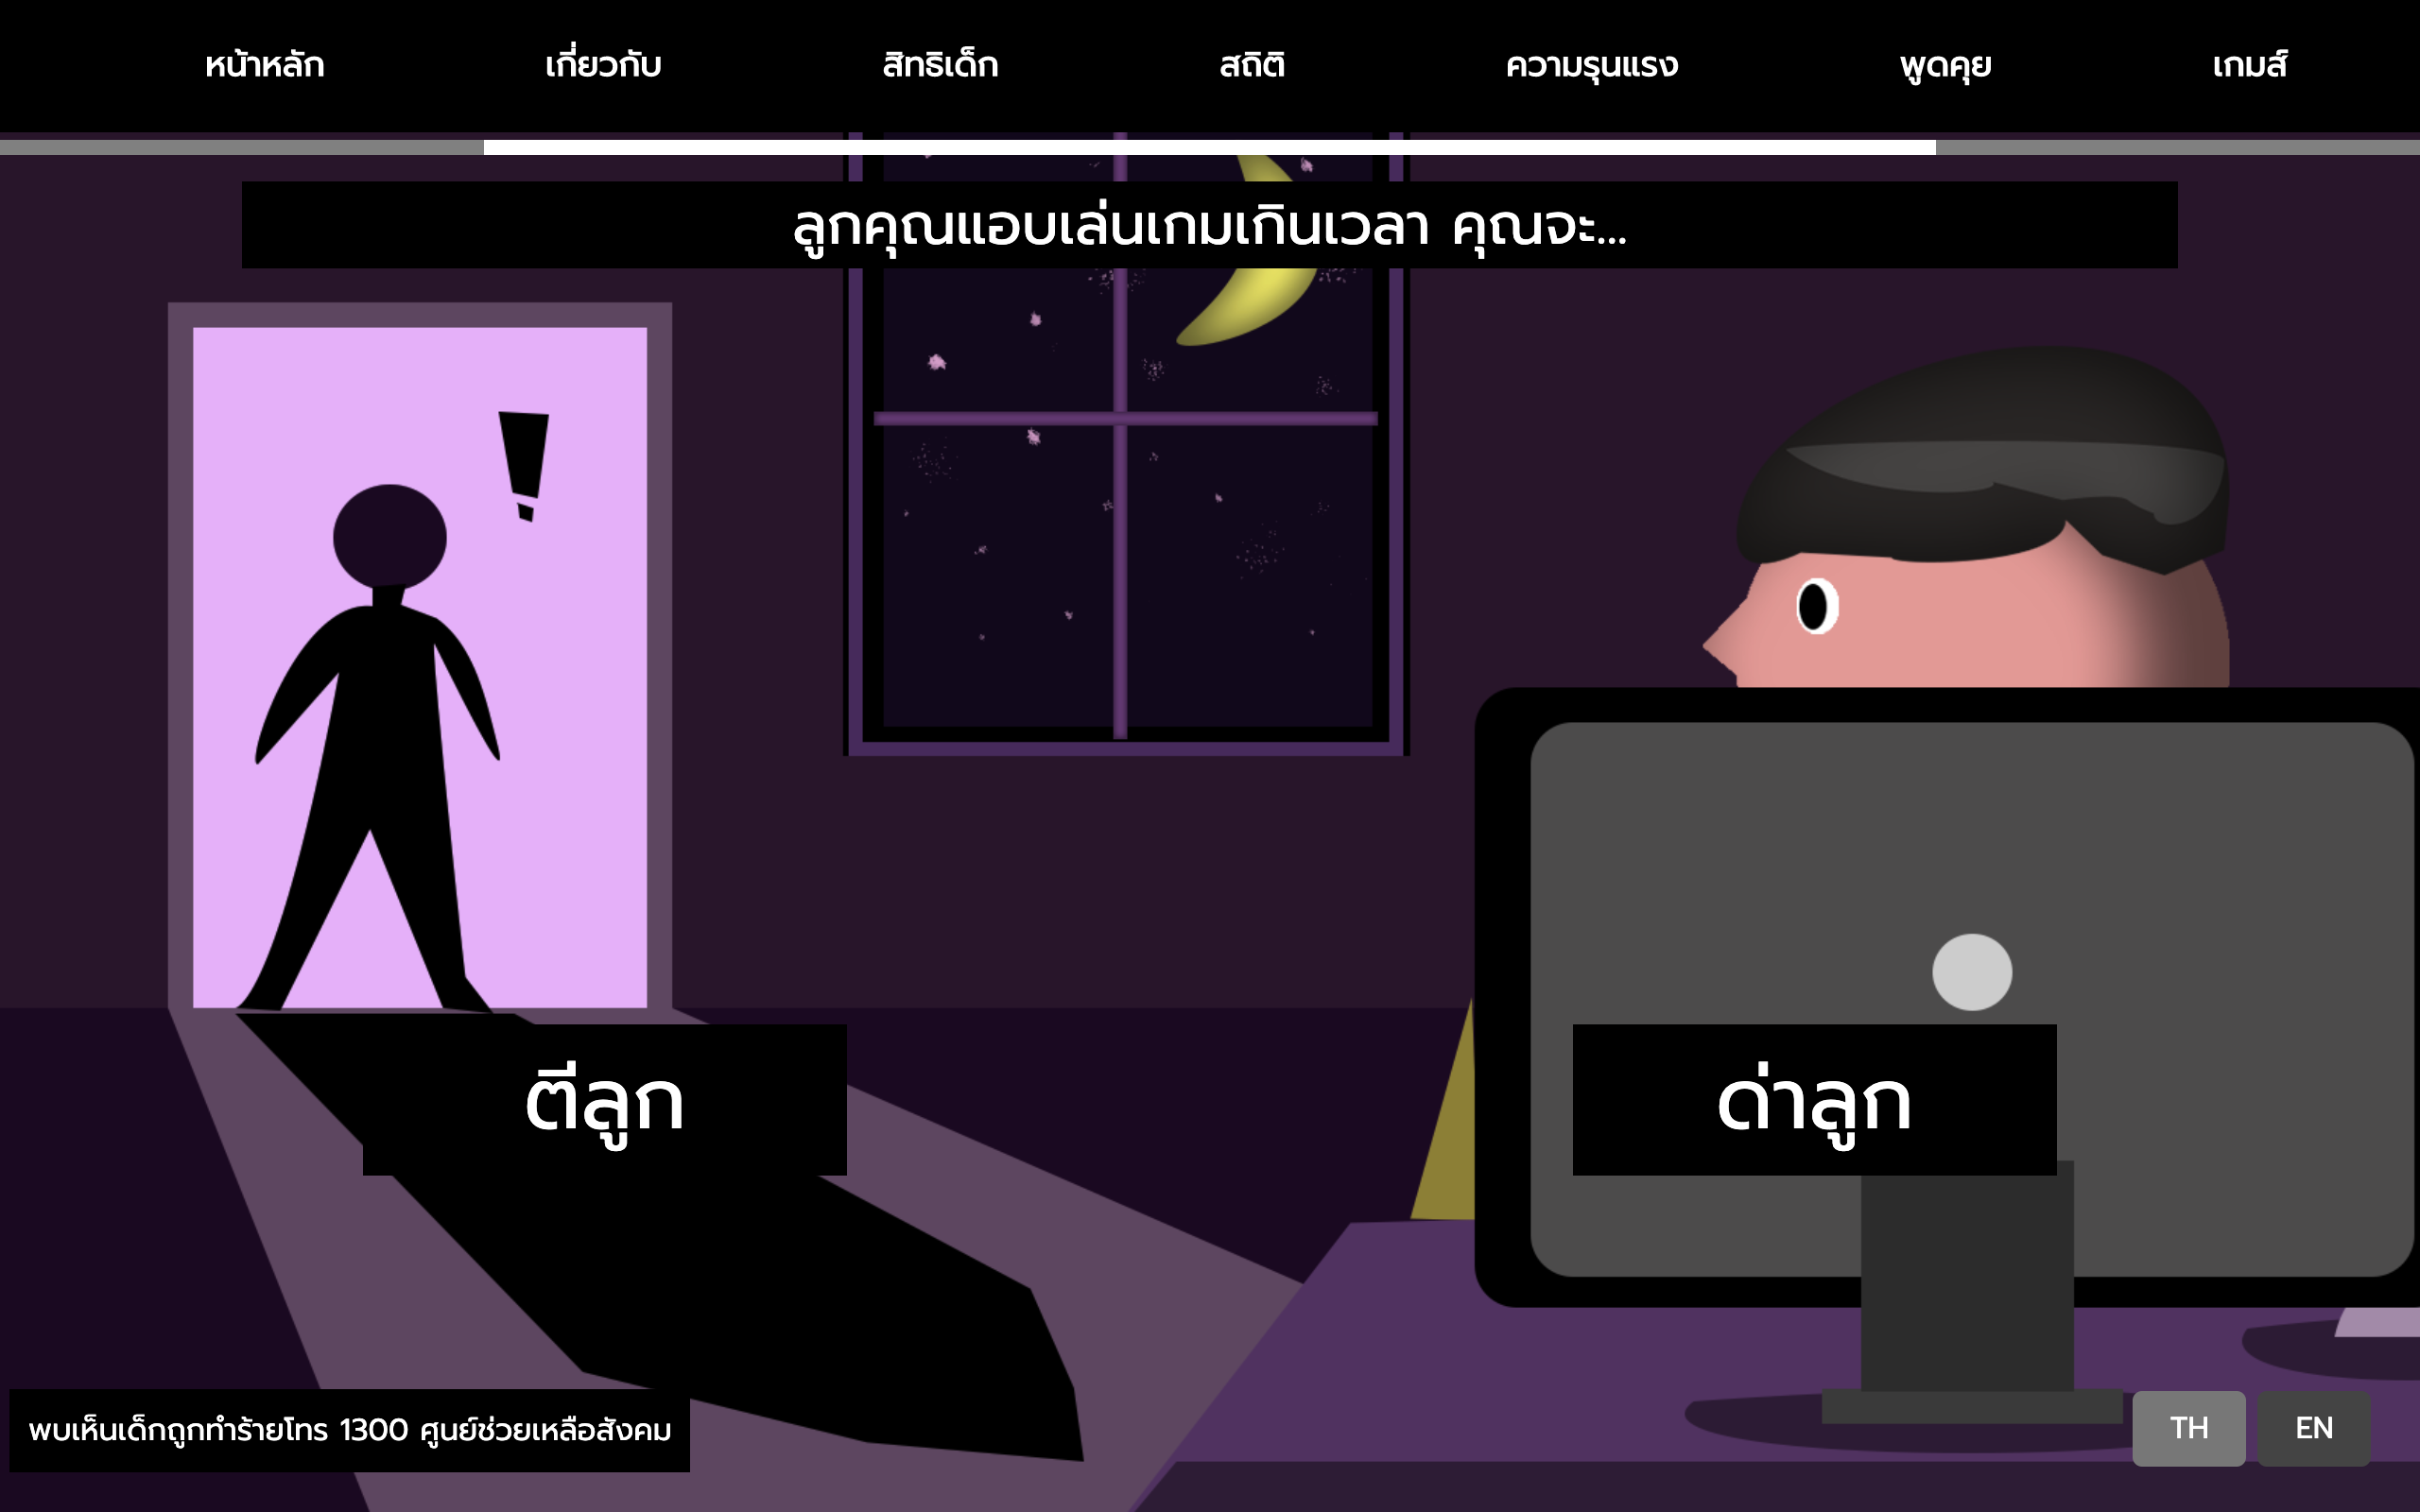 หน้าหลัก เกี่ยวกับ สิทธิเด็ก สถิติ ความรุนแรง พูดคุย เกมส์
ลูกคุณแอบเล่นเกมเกินเวลา คุณจะ...
!
ตีลูก ด่าลูก
พบเห็นเด็กถูกทำร้ายโทร 1300 ศูนย์ช่วยเหลือสังคม
TH EN